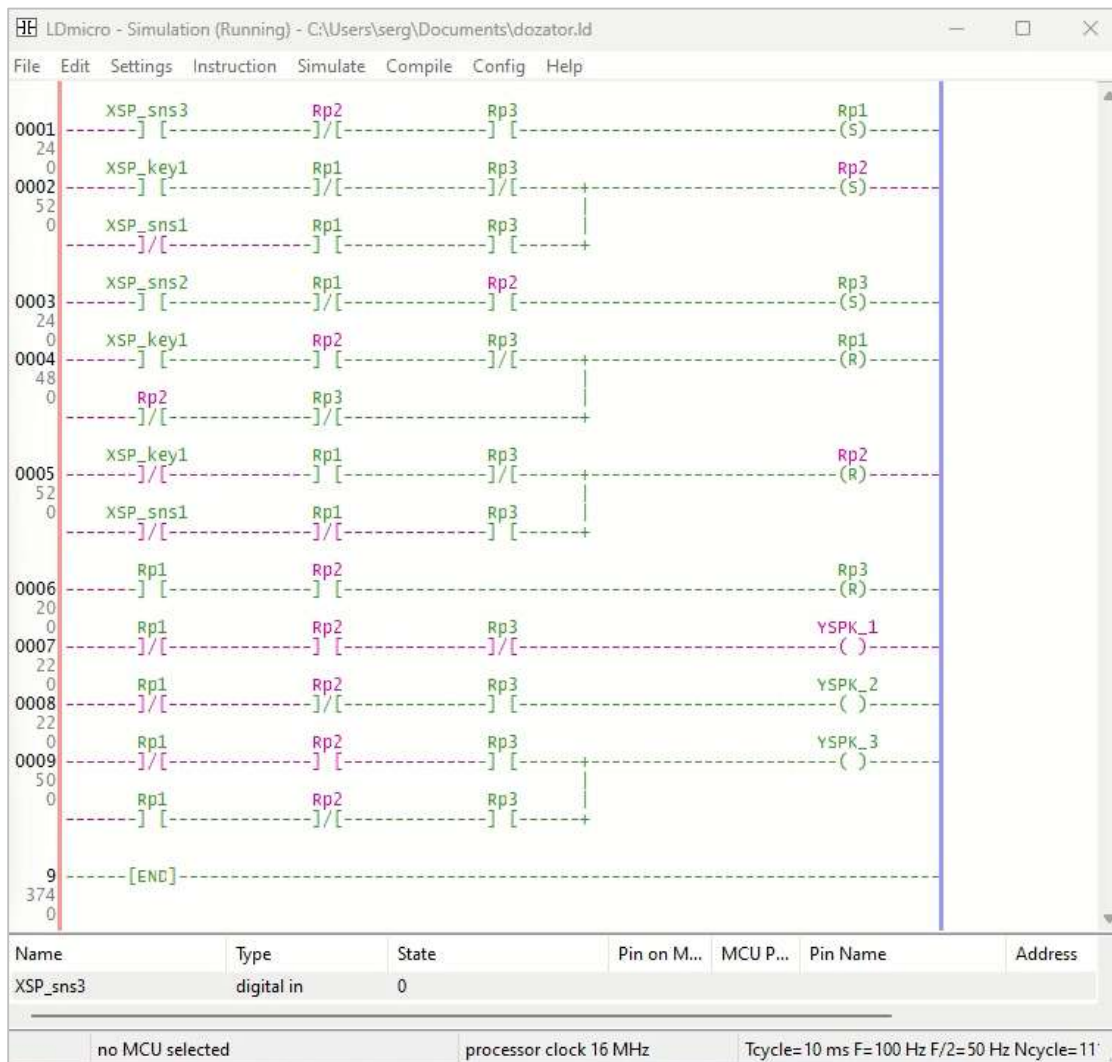 LDmicro - Simulation (Running) - C:\Users\serg\Documents\dozator.ld
File Edit Settings Instruction Simulate Compile Config Help
XSP_sns3 Rp2 Rp3 Rp1
0001 -------] [--------------]/[--------------] [--------------------------------(S)-------
24
0 XSP_key1 Rp1 Rp3 Rp2
0002 -------] [--------------]/[--------------]/[------+-------------------------(S)-------
52 |
0 XSP_sns1 Rp1 Rp3 |
-------]/[--------------] [--------------] [------+
XSP_sns2 Rp1 Rp2 Rp3
0003 -------] [--------------]/[--------------] [--------------------------------(S)-------
24
0 XSP_key1 Rp2 Rp3 Rp1
0004 -------] [--------------] [--------------]/[------+-------------------------(R)-------
48 |
0 Rp2 Rp3 |
-------]/[--------------]/[-----------------------+
XSP_key1 Rp1 Rp3 Rp2
0005 -------]/[--------------] [--------------]/[------+-------------------------(R)-------
52 |
0 XSP_sns1 Rp1 Rp3 |
-------]/[--------------]/[--------------] [------+
Rp1 Rp2 Rp3
0006 -------] [--------------] [-------------------------------------------------(R)-------
20
0 Rp1 Rp2 Rp3 YSPK_1
0007 -------]/[--------------] [--------------]/[--------------------------------( )-------
22
0 Rp1 Rp2 Rp3 YSPK_2
0008 -------]/[--------------]/[--------------] [--------------------------------( )-------
22
0 Rp1 Rp2 Rp3 YSPK_3
0009 -------]/[--------------] [--------------] [------+-------------------------( )-------
50 |
0 Rp1 Rp2 Rp3 |
-------] [--------------]/[--------------] [------+
9 ------[END]----------------------------------------------------------------------
374
0
Name Type State Pin on M... MCU P... Pin Name Address
XSP_sns3 digital in 0
no MCU selected processor clock 16 MHz Tcycle=10 ms F=100 Hz F/2=50 Hz Ncycle=11